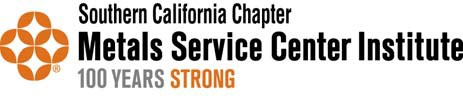 Southern California Chapter
Metals Service Center Institute
®
100 YEARS STRONG